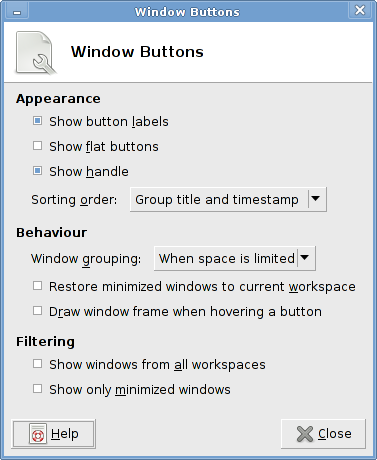 Window Buttons
Window Buttons
Appearance
Show button labels
Show flat buttons
Show handle
Sorting order: Group title and timestamp
Behaviour
Window grouping: When space is limited
Restore minimized windows to current workspace
Draw window frame when hovering a button
Filtering
Show windows from all workspaces
Show only minimized windows
Help Close